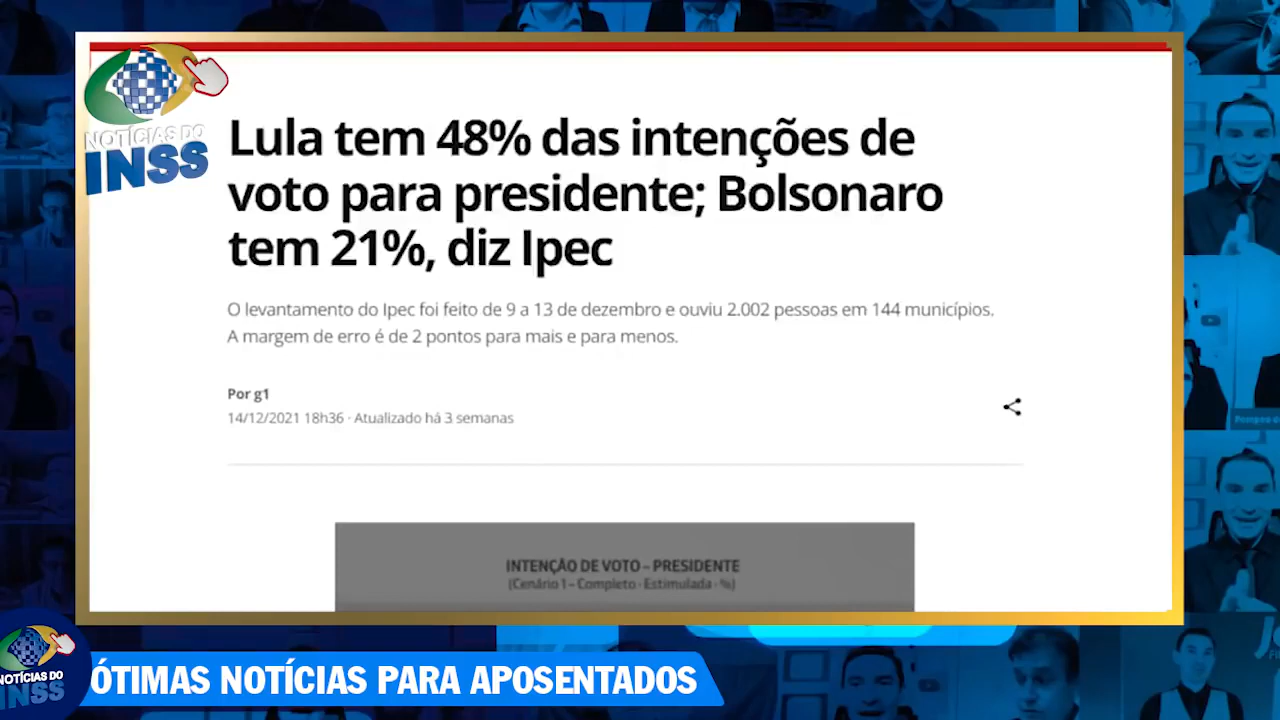 NOTÍCIAS DO
INSS
Lula tem 48% das intenções de
voto para presidente; Bolsonaro
tem 21%, diz Ipec
O levantamento do Ipec foi feito de 9 a 13 de dezembro e ouviu 2.002 pessoas em 144 municípios.
A margem de erro é de 2 pontos para mais e para menos.
Por g1
14/12/2021 18h36 · Atualizado há 3 semanas
INTENÇÃO DE VOTO – PRESIDENTE
(Cenário 1 – Completo · Estimulada · %)
NOTÍCIAS DO
INSS
ÓTIMAS NOTÍCIAS PARA APOSENTADOS